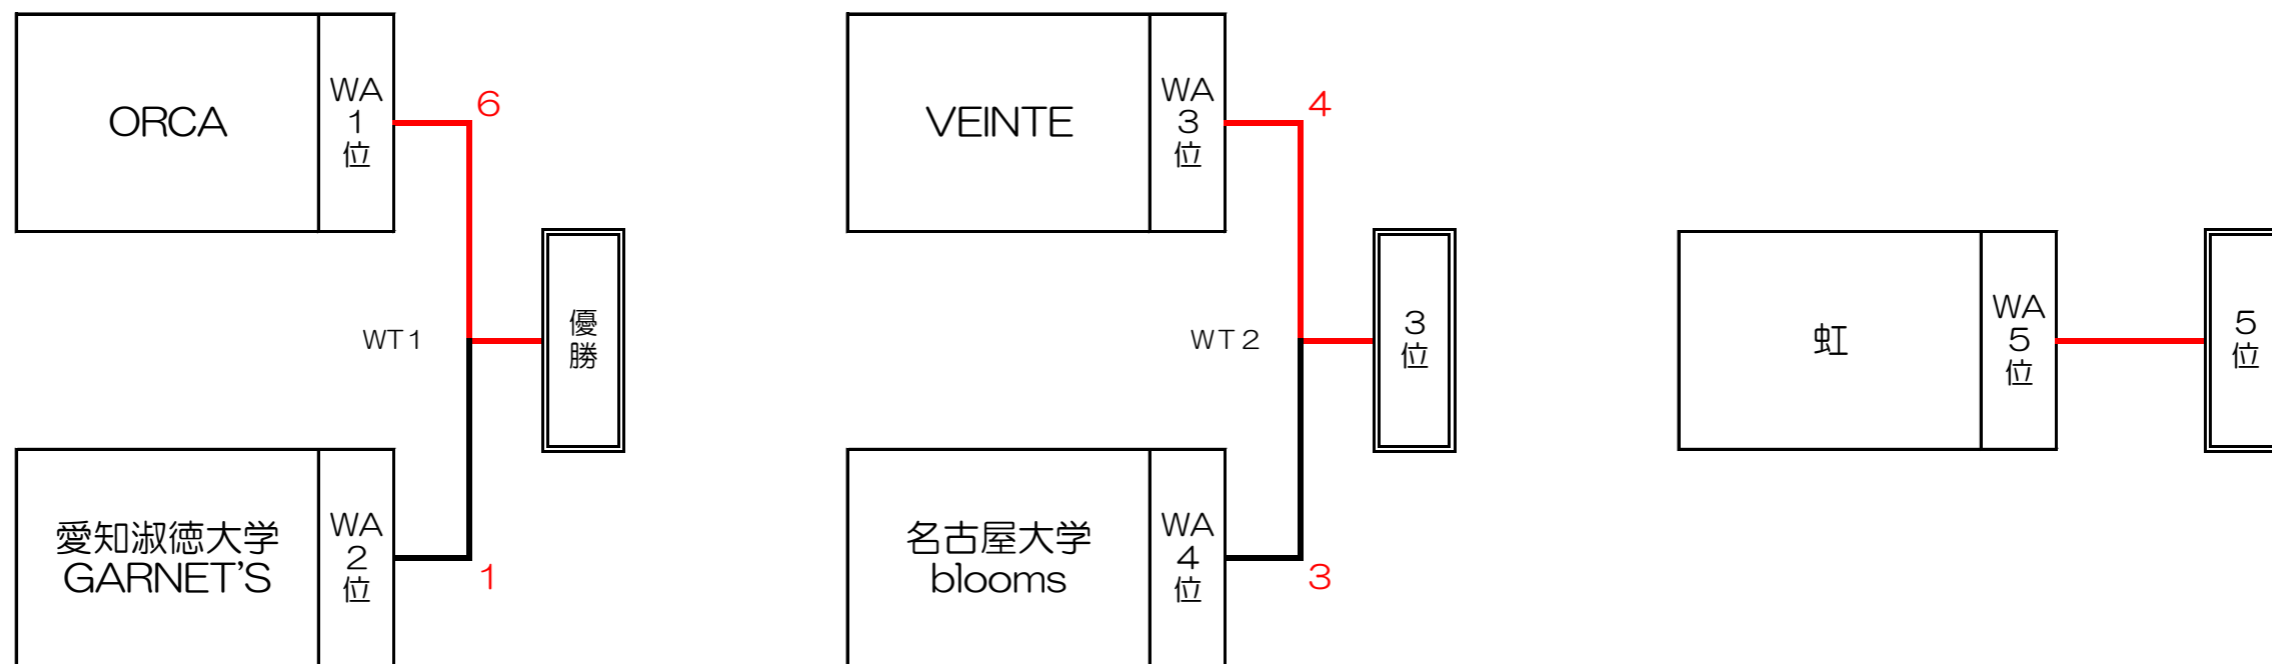 ORCA
WA
1
位
6
WT1
優
勝
愛知淑徳大学
GARNET'S
WA
2
位
1
VEINTE
WA
3
位
4
WT2
3
位
名古屋大学
blooms
WA
4
位
3
虹
WA
5
位
5
位